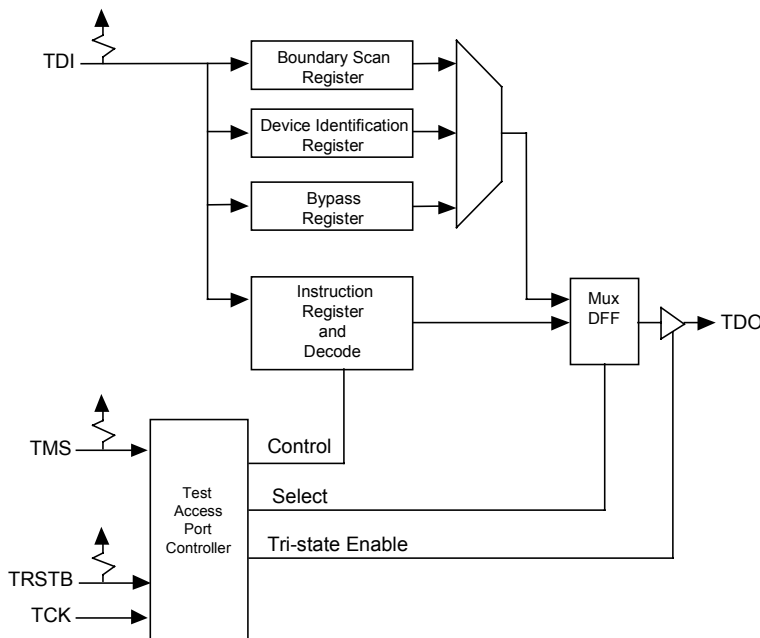 TDI
Boundary Scan
Register
Device Identification
Register
Bypass
Register
Instruction
Register
and
Decode
Mux
DFF
TDO
TMS
Test
Access
Port
Controller
Control
Select
Tri-state Enable
TRSTB
TCK